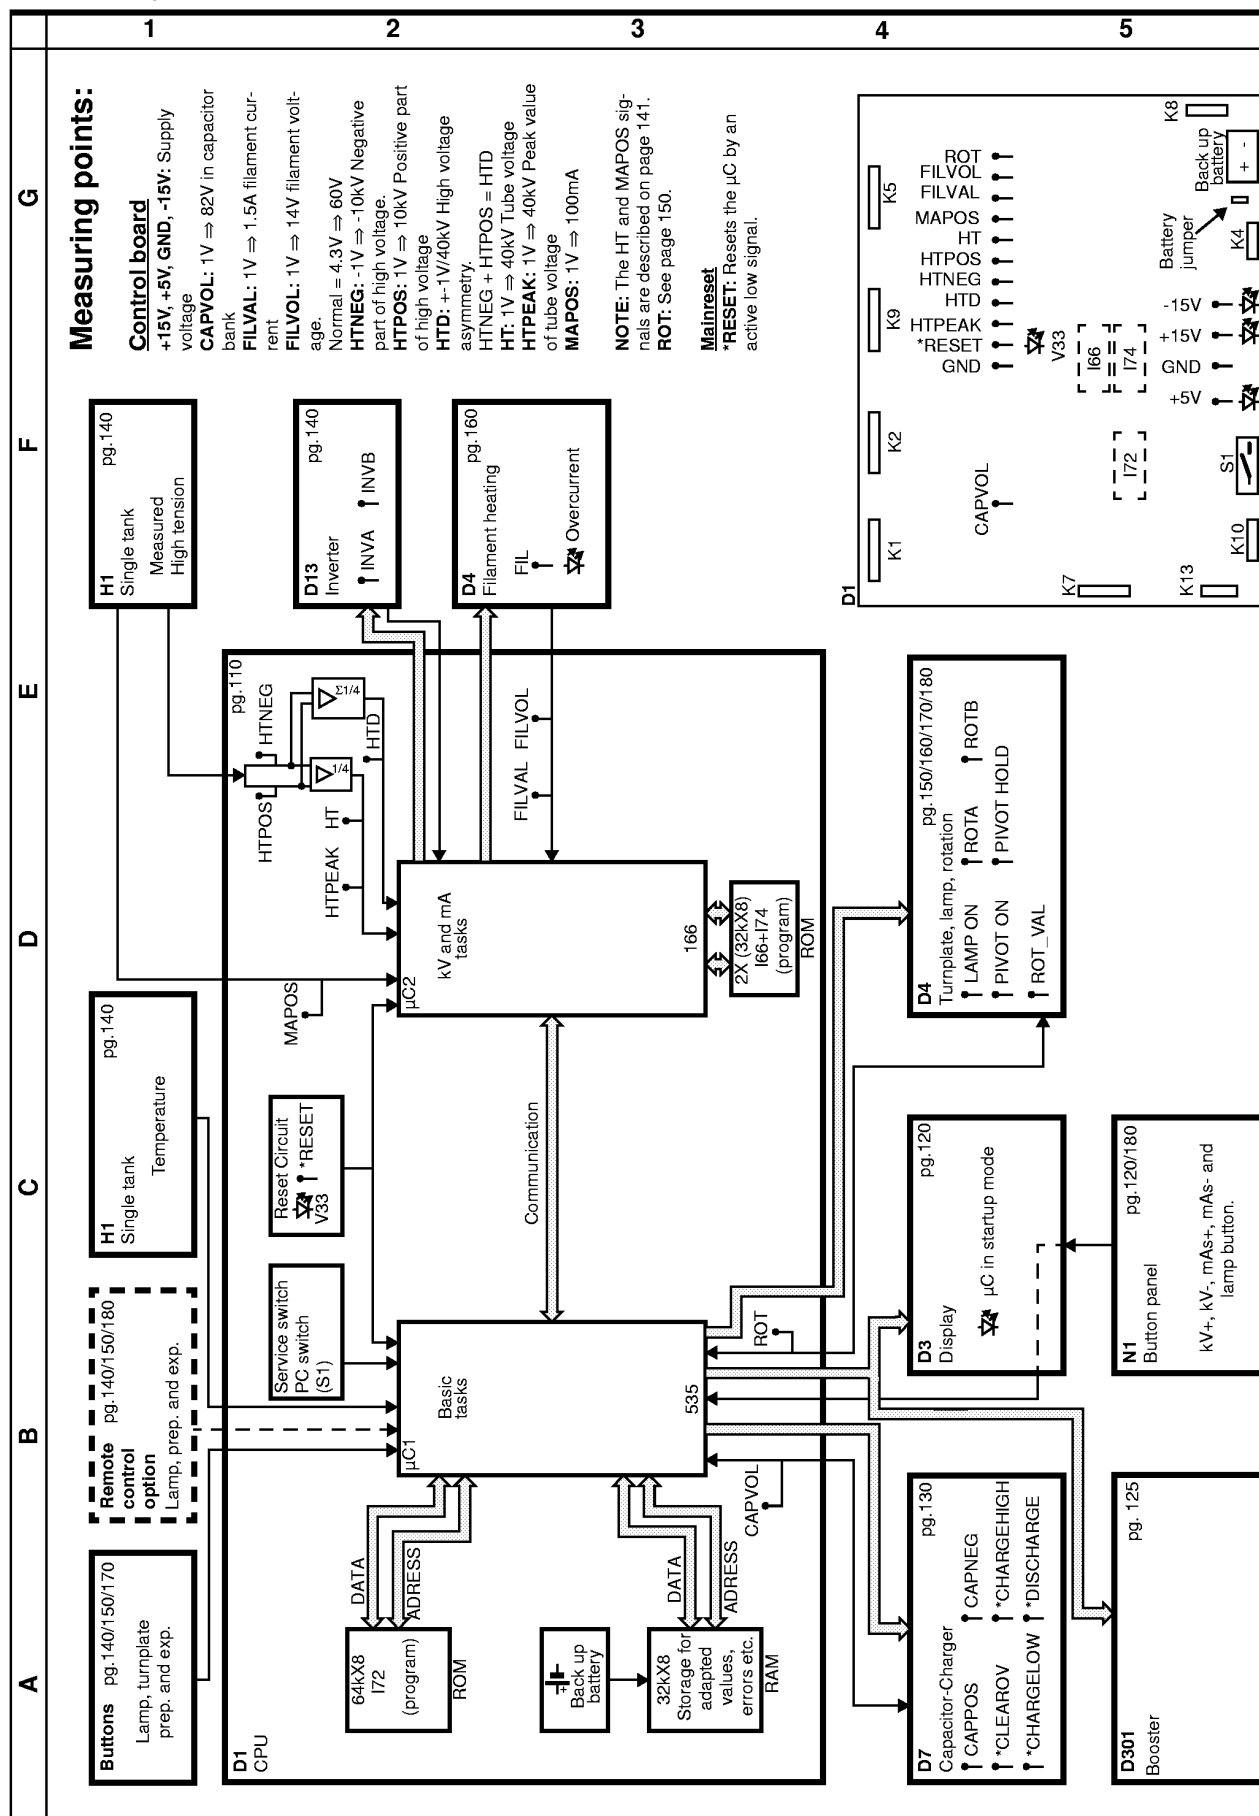 1
2
3
4
5
A
B
C
D
E
F
G
Measuring points:
Control board
+15V, +5V, GND, -15V: Supply
voltage
CAPVOL: 1V ⇒ 82V in capacitor
bank
FILVAL: 1V ⇒ 1.5A filament cur-
rent
FILVOL: 1V ⇒ 14V filament volt-
age.
Normal = 4.3V ⇒ 60V
HTNEG: -1V ⇒ -10kV Negative
part of high voltage.
HTPOS: 1V ⇒ 10kV Positive part
of high voltage
HTD: +-1V/40kV High voltage
asymmetry.
HTNEG + HTPOS = HTD
HT: 1V ⇒ 40kV Tube voltage
HTPEAK: 1V ⇒ 40kV Peak value
of tube voltage
MAPOS: 1V ⇒ 100mA
NOTE: The HT and MAPOS sig-
nals are described on page 141.
ROT: See page 150.
Mainreset
*RESET: Resets the µC by an
active low signal.
Buttons pg.140/150/170
Lamp, turnplate
prep. and exp.
Remote pg.140/150/180
control
option
Lamp, prep. and exp.
H1 pg.140
Single tank
Temperature
H1 pg.140
Single tank
Measured
High tension
D13 pg.140
Inverter
INVA
INVB
D4 pg.160
Filament heating
FIL
Overcurrent
D1
CPU
pg.110
HTPOS
HTNEG
Σ1/4
1/4
HTPEAK
HT
HTD
MAPOS
FILVAL
FILVOL
Service switch
PC switch
(S1)
Reset Circuit
*RESET
V33
µC1
Basic
tasks
535
Communication
µC2
kV and mA
tasks
166
2X (32kX8)
I66+I74
(program)
ROM
64kX8
I72
(program)
ROM
DATA
ADRESS
Back up
battery
+
32kX8
Storage for
adapted
values,
errors etc.
RAM
DATA
ADRESS
CAPVOL
ROT
D7 pg.130
Capacitor-Charger
CAPPOS
CAPNEG
*CLEAROV
*CHARGEHIGH
*CHARGELOW
*DISCHARGE
D3 pg.120
Display
µC in startup mode
D4 pg.150/160/170/180
Turnplate, lamp, rotation
LAMP ON
ROTA
ROTB
PIVOT ON
PIVOT HOLD
ROT_VAL
D301 pg. 125
Booster
N1 pg.120/180
Button panel
kV+, kV-, mAs+, mAs- and
lamp button.
D1
K1
K2
K9
K5
CAPVOL
GND
*RESET
HTPEAK
HTD
HTNEG
HTPOS
HT
MAPOS
FILVAL
FILVOL
ROT
V33
K7
I72
I66
I74
K13
K10
S1
+5V
GND
+15V
-15V
Battery
jumper
K4
Back up
battery
+ -
K8